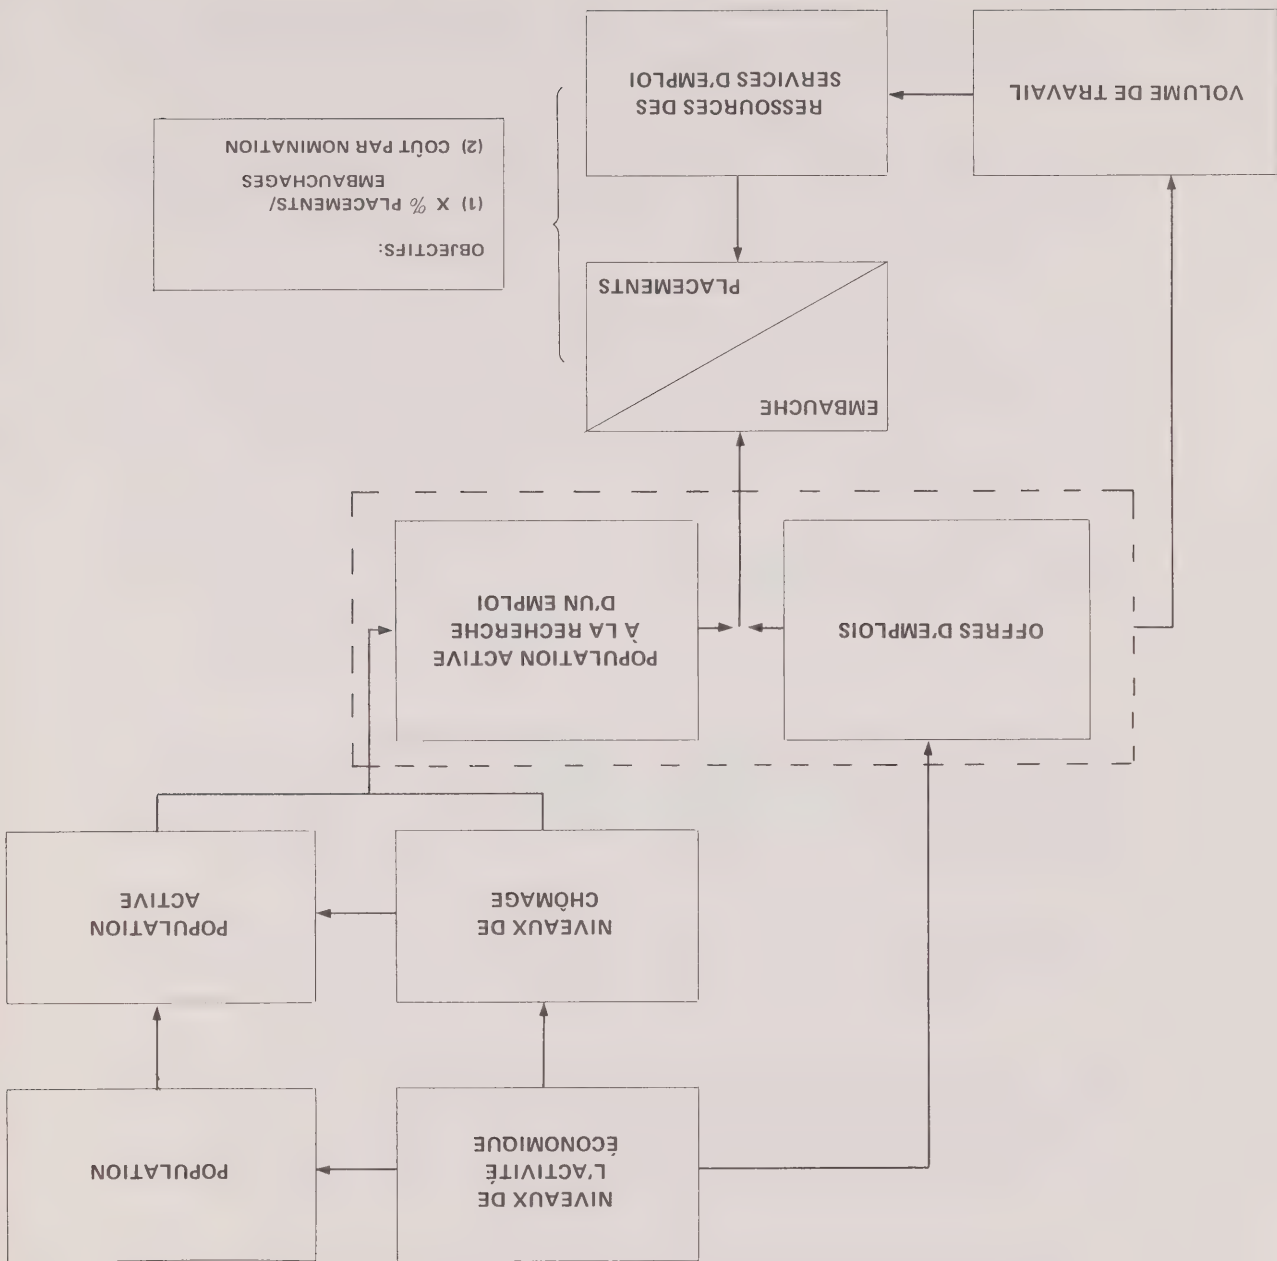 NIVEAUX DE
L'ACTIVITÉ
ÉCONOMIQUE
POPULATION
NIVEAUX DE
CHÔMAGE
POPULATION
ACTIVE
OFFRES D'EMPLOIS
POPULATION ACTIVE
À LA RECHERCHE
D'UN EMPLOI
EMBAUCHE
PLACEMENTS
OBJECTIFS:
(1) X % PLACEMENTS/
EMBAUCHAGES
(2) COÛT PAR NOMINATION
VOLUME DE TRAVAIL
RESSOURCES DES
SERVICES D'EMPLOI